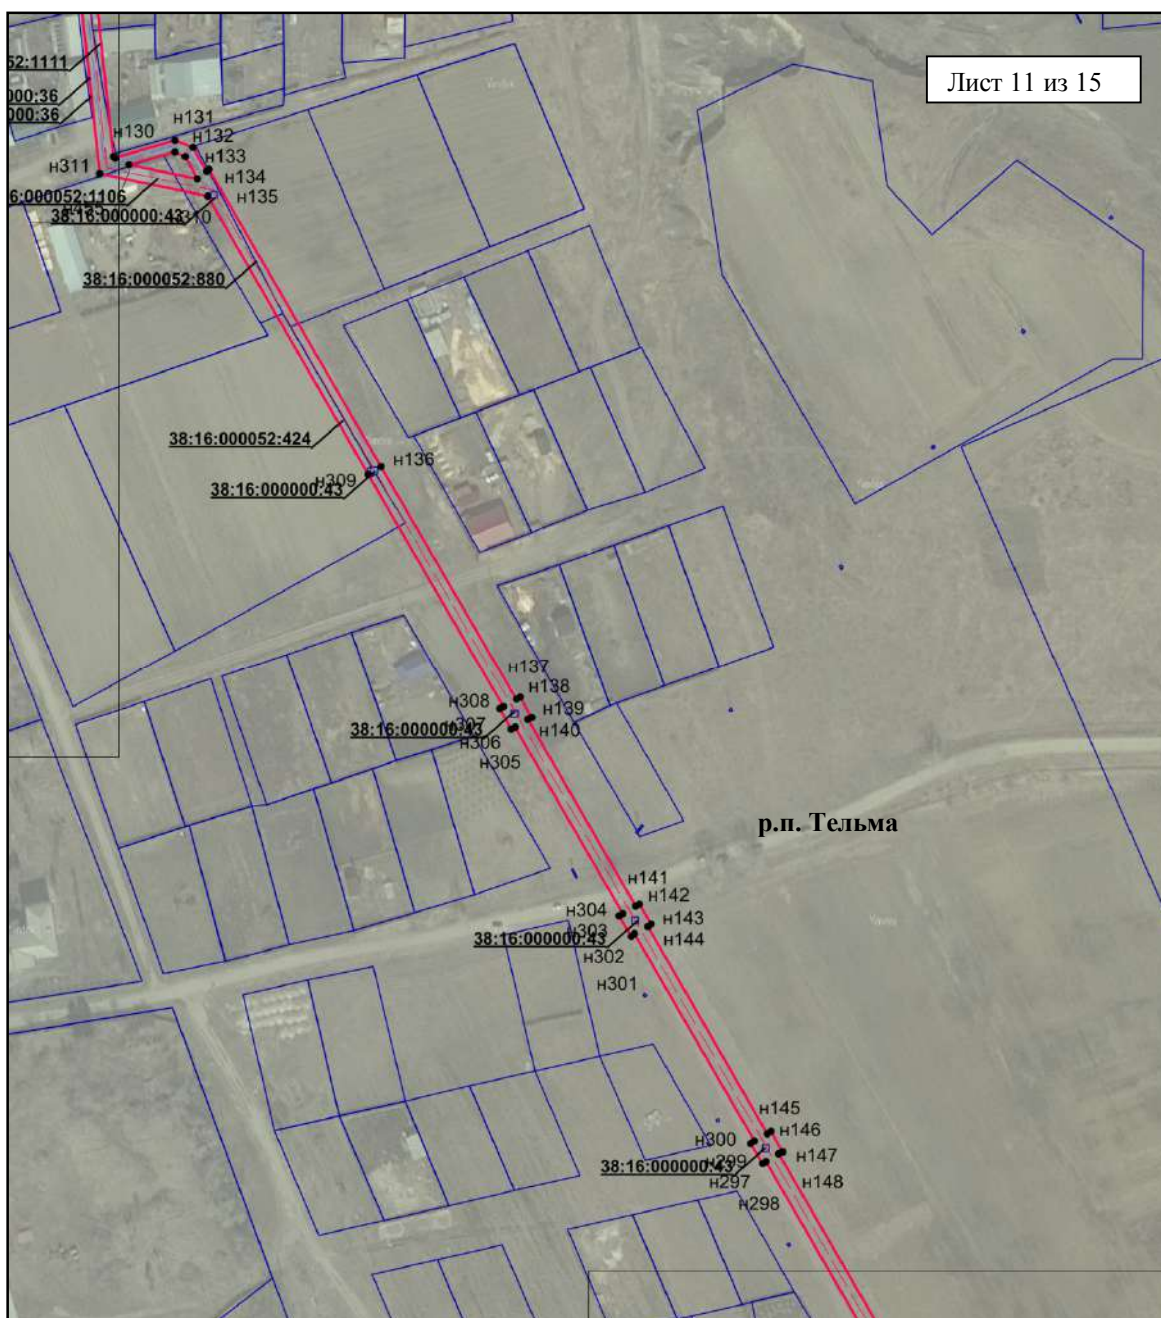 52:1111
Лист 11 из 15
000:36
000:36
н131
н130
н132
н133
н311
н134
6:000052:1106
н135
38:16:000000:43
38:16:000052:880
38:16:000052:424
н136
н309
38:16:000000:43
н137
н138
н308
н139
н307
38:16:000000:43
н140
н306
н305
р.п. Тельма
н141
н142
н304
н143
н303
38:16:000000:43
н144
н302
н301
н145
н146
н300
н147
н299
38:16:000000:43
н297
н148
н298